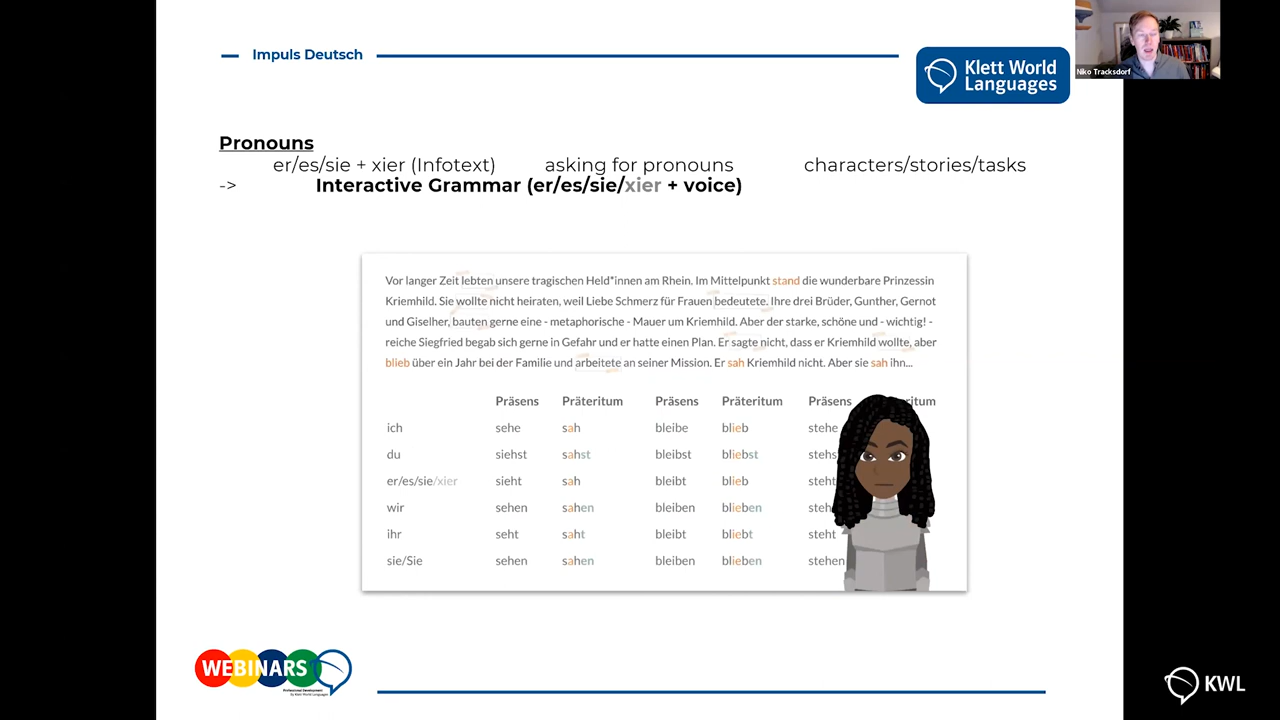 Impuls Deutsch
Klett World
Languages
Niko Tracksdorf
Pronouns
er/es/sie + xier (Infotext) asking for pronouns characters/stories/tasks
-> Interactive Grammar (er/es/sie/xier + voice)
Vor langer Zeit lebten unsere tragischen Held*innen am Rhein. Im Mittelpunkt stand die wunderbare Prinzessin
Kriemhild. Sie wollte nicht heiraten, weil Liebe Schmerz für Frauen bedeutete. Ihre drei Brüder, Gunther, Gernot
und Giselher, bauten gerne eine - metaphorische - Mauer um Kriemhild. Aber der starke, schöne und - wichtig! -
reiche Siegfried begab sich gerne in Gefahr und er hatte einen Plan. Er sagte nicht, dass er Kriemhild wollte, aber
blieb über ein Jahr bei der Familie und arbeitete an seiner Mission. Er sah Kriemhild nicht. Aber sie sah ihn...
Präsens Präteritum Präsens Präteritum Präsens
ich sehe sah bleibe blieb stehe
du siehst sahst bleibst bliebst
er/es/sie/xier sieht sah bleibt blieb steht
wir sehen sahen bleiben blieben
ihr seht saht bleibt bliebt steht
sie/Sie sehen sahen bleiben blieben stehen
WEBINARS
Professional Development
By Klett World Languages
KWL